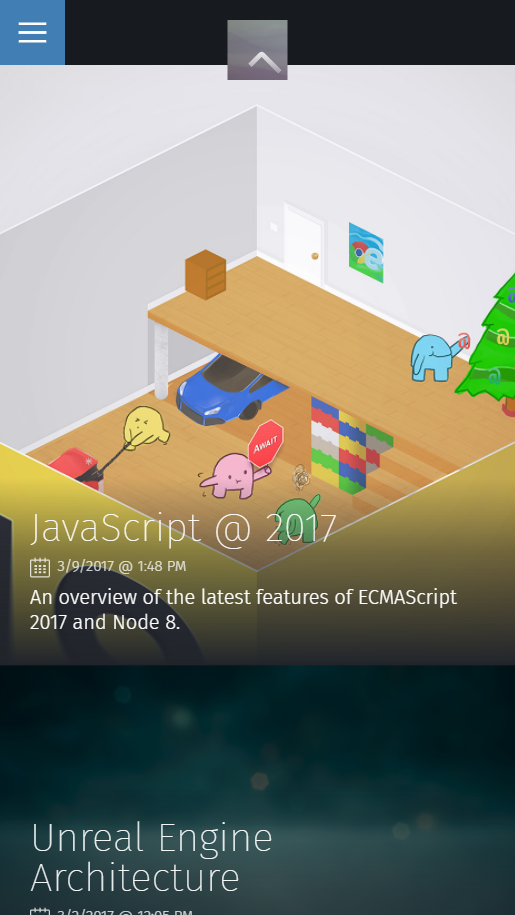 AWAIT
JavaScript @ 2017
3/9/2017 @ 1:48 PM
An overview of the latest features of ECMAScript
2017 and Node 8.
Unreal Engine
Architecture